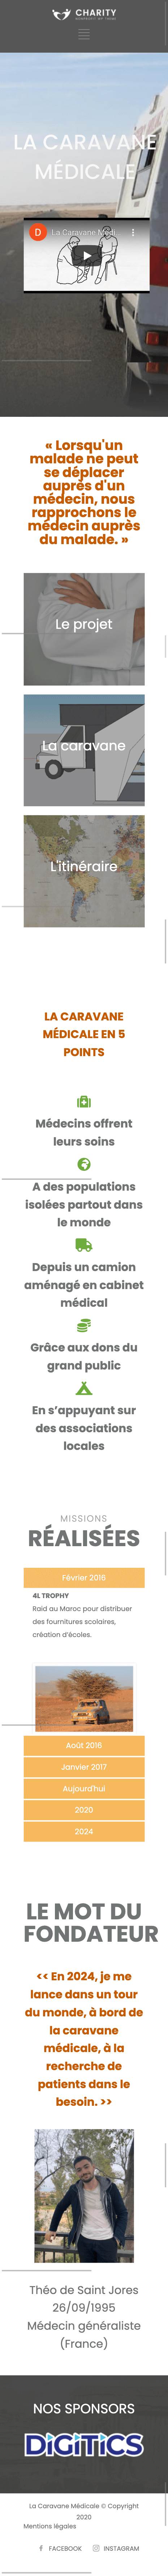 CHARITY
LA CARAVANE
MÉDICALE
D La Caravane Médi
« Lorsqu'un
malade ne peut
se déplacer
auprès d'un
médecin, nous
rapprochons le
médecin auprès
du malade. »
Le projet
La caravane
L'itinéraire
LA CARAVANE
MÉDICALE EN 5
POINTS
Médecins offrent
leurs soins
A des populations
isolées partout dans
le monde
Depuis un camion
aménagé en cabinet
médical
Grâce aux dons du
grand public
En s'appuyant sur
des associations
locales
MISSIONS
RÉALISÉES
Février 2016
4L TROPHY
Raid au Maroc pour distribuer
des fournitures scolaires,
création d'écoles.
Août 2016
Janvier 2017
Aujourd'hui
2020
2024
LE MOT DU
FONDATEUR
<< En 2024, je me
lance dans un tour
du monde, à bord de
la caravane
médicale, à la
recherche de
patients dans le
besoin. >>
Théo de Saint Jores
26/09/1995
Médecin généraliste
(France)
NOS SPONSORS
DIGITICS
La Caravane Médicale © Copyright
2020
Mentions légales
FACEBOOK INSTAGRAM